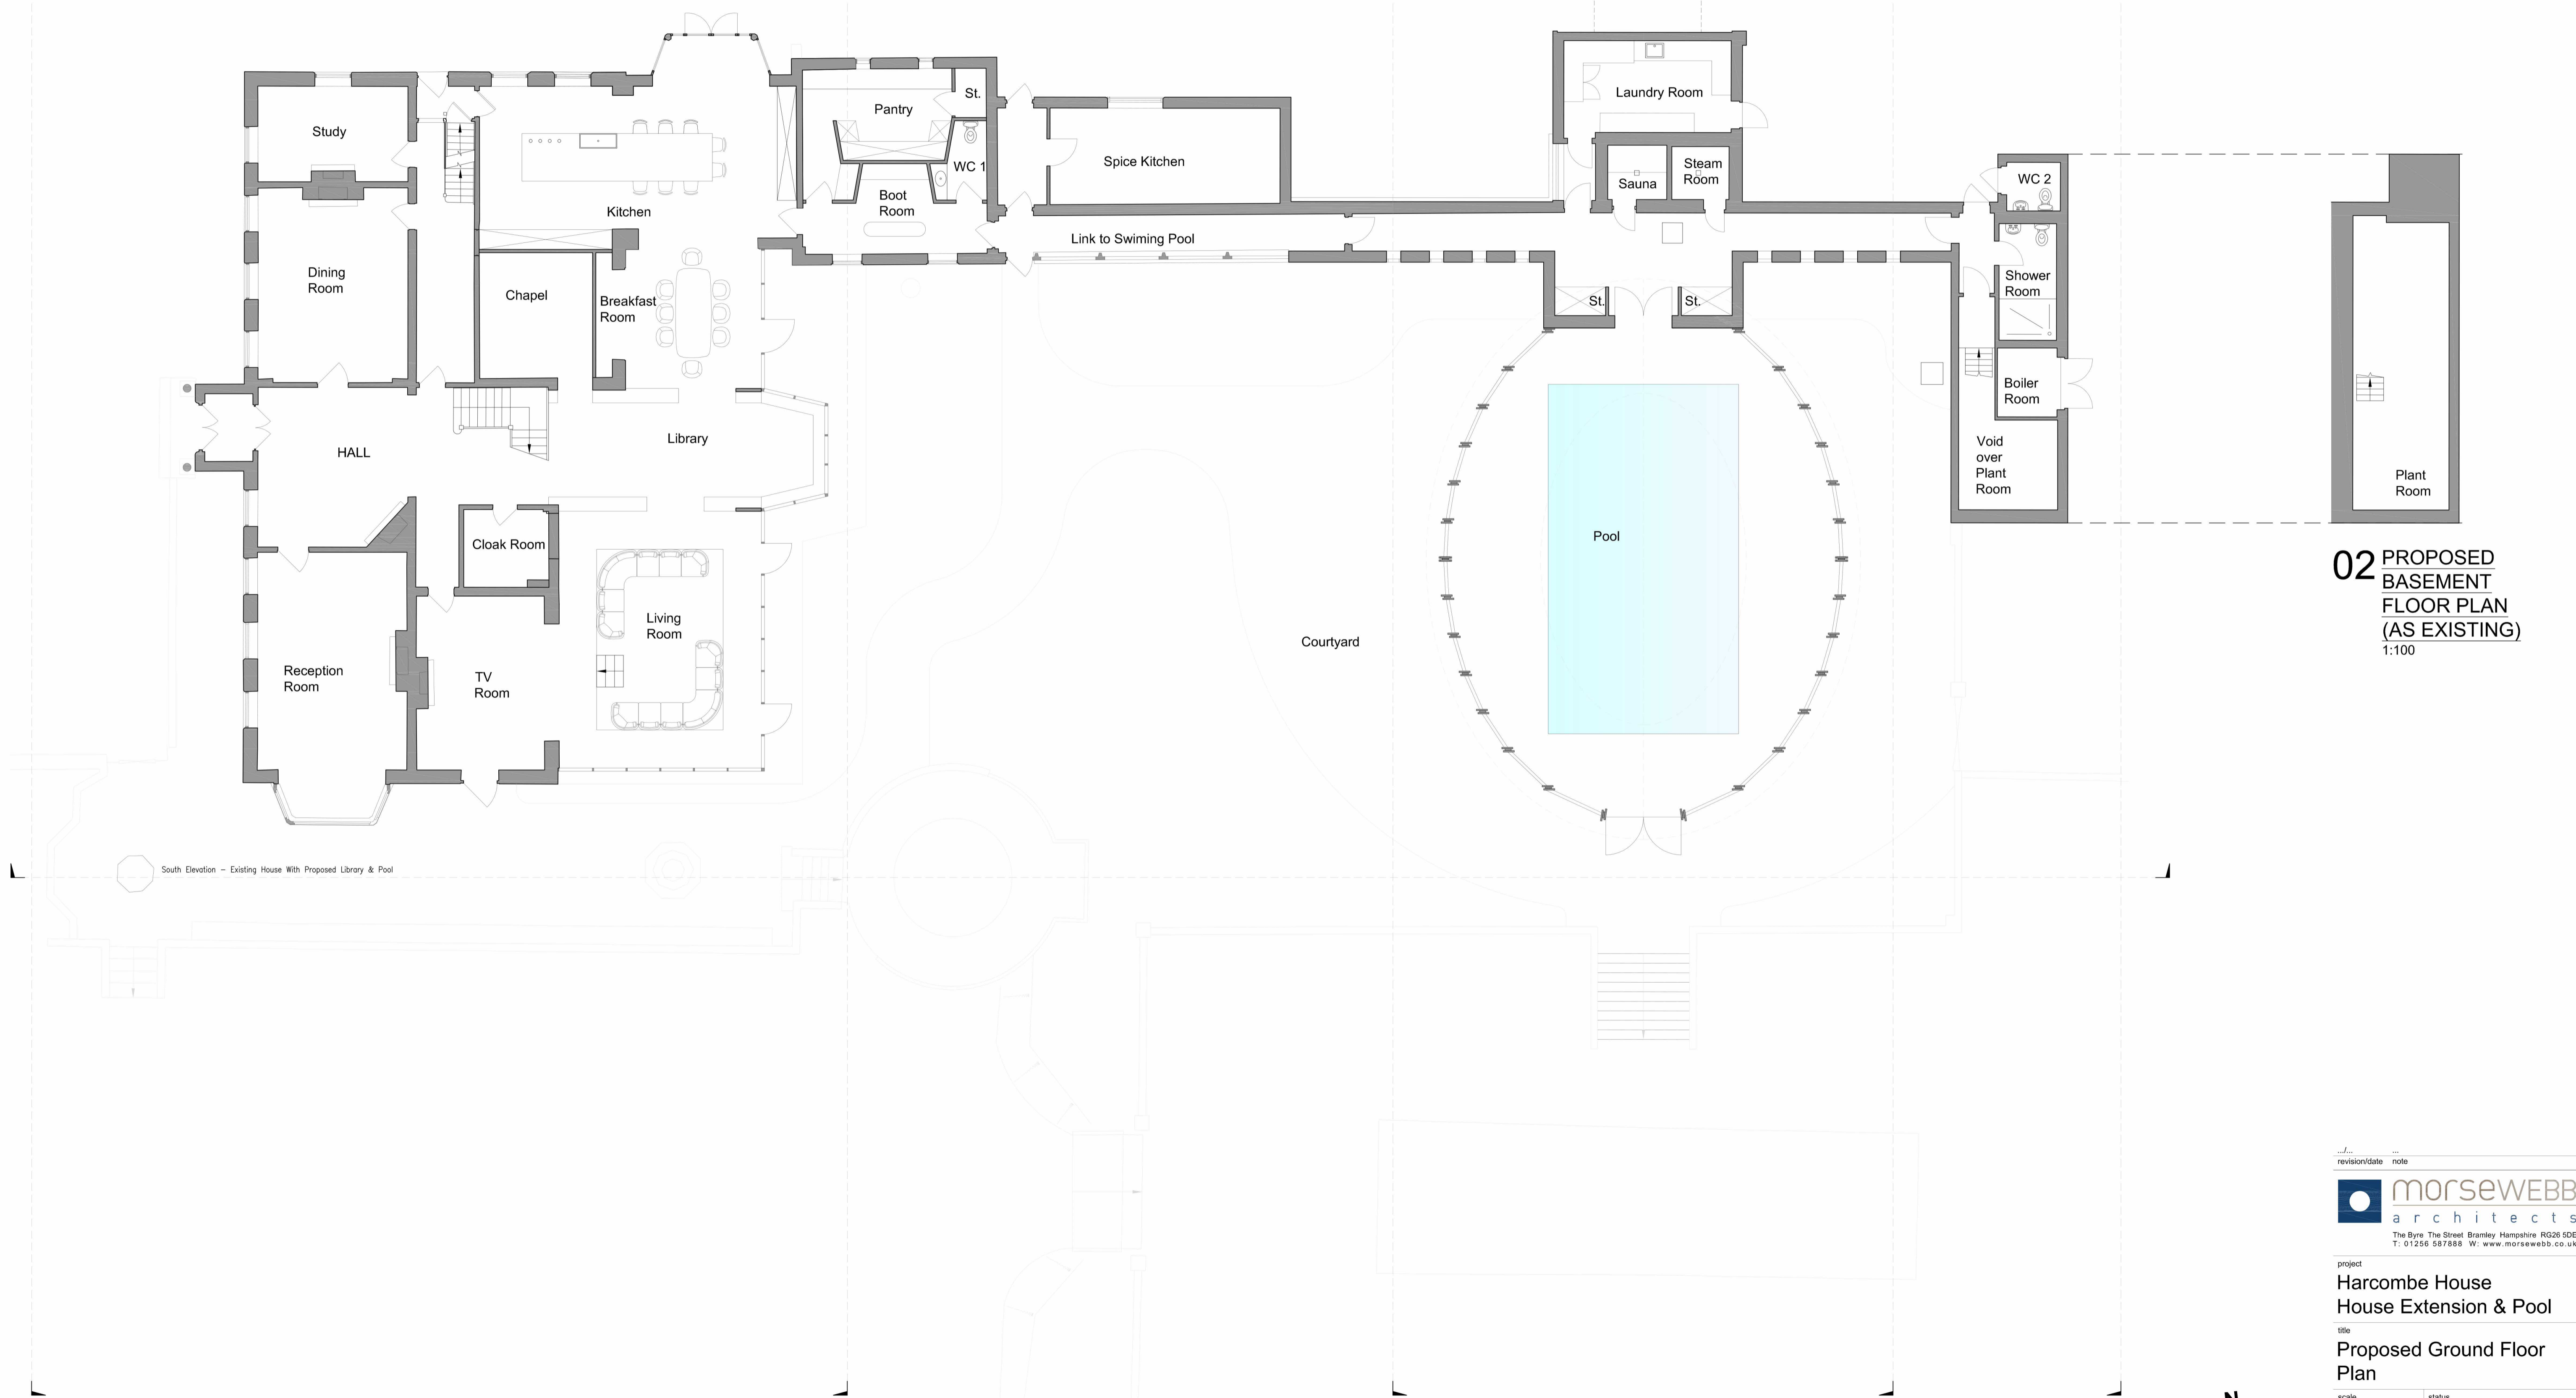 Study
Pantry
St.
WC 1
Spice Kitchen
Laundry Room
Sauna
Steam
Room
WC 2
Kitchen
Boot
Room
Link to Swiming Pool
Dining
Room
Chapel
Breakfast
Room
St.
St.
Shower
Room
Boiler
Room
HALL
Library
Void
over
Plant
Room
Plant
Room
Cloak Room
Pool
02 PROPOSED
BASEMENT
FLOOR PLAN
(AS EXISTING)
1:100
Living
Room
Courtyard
Reception
Room
TV
Room
South Elevation – Existing House With Proposed Library & Pool
.../... ...
revision/date note
morseWEBB
architects
The Byre The Street Bramley Hampshire RG26 5DE
T: 01256 587888 W: www.morsewebb.co.uk
project
Harcombe House
House Extension & Pool
title
Proposed Ground Floor
Plan
scale status
N